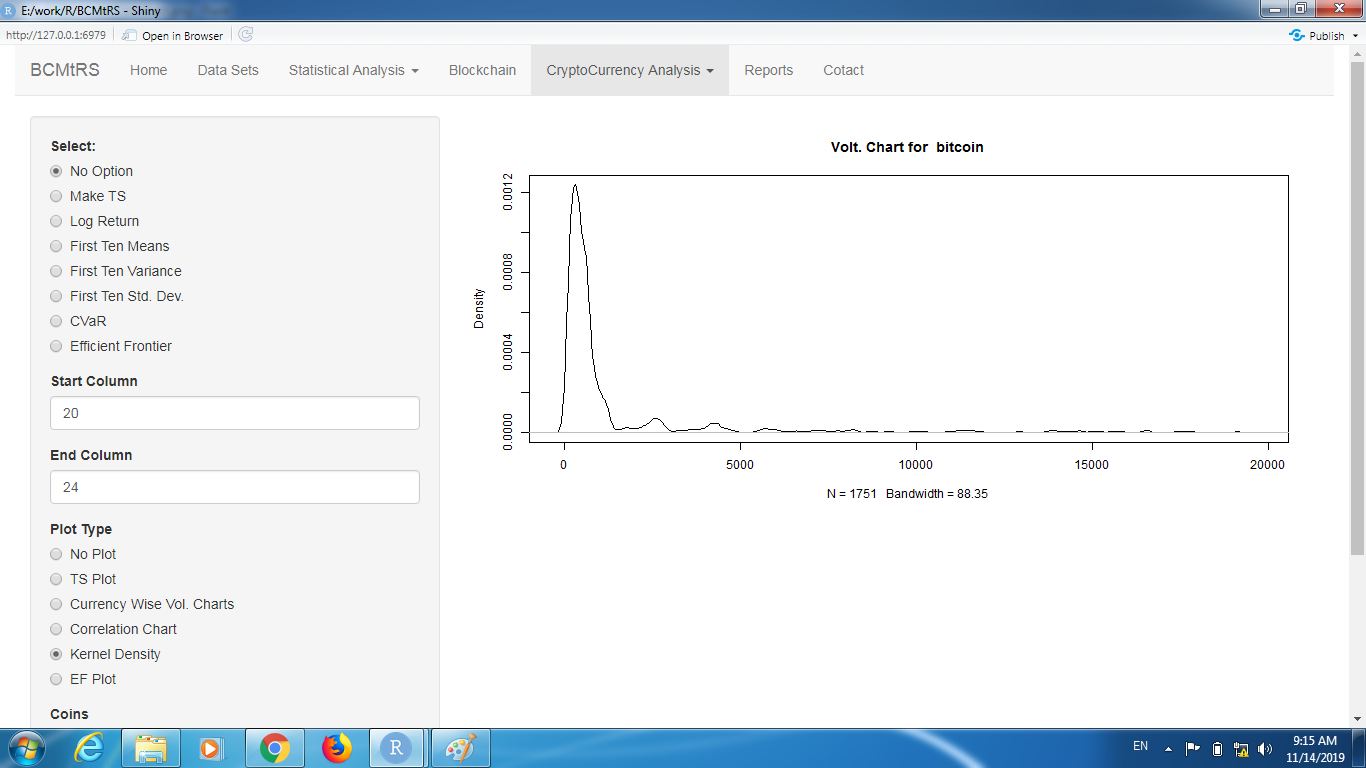 E:/work/R/BCMtRS - Shiny
http://127.0.0.1:6979 Open in Browser Publish
BCMtRS Home Data Sets Statistical Analysis Blockchain CryptoCurrency Analysis Reports Cotact
Select:
No Option
Make TS
Log Return
First Ten Means
First Ten Variance
First Ten Std. Dev.
CVaR
Efficient Frontier
Start Column
20
End Column
24
Plot Type
No Plot
TS Plot
Currency Wise Vol. Charts
Correlation Chart
Kernel Density
EF Plot
Coins
Volt. Chart for bitcoin
Density
0.0012
0.0008
0.0004
0.0000
0 5000 10000 15000 20000
N = 1751 Bandwidth = 88.35
R
EN
9:15 AM
11/14/2019